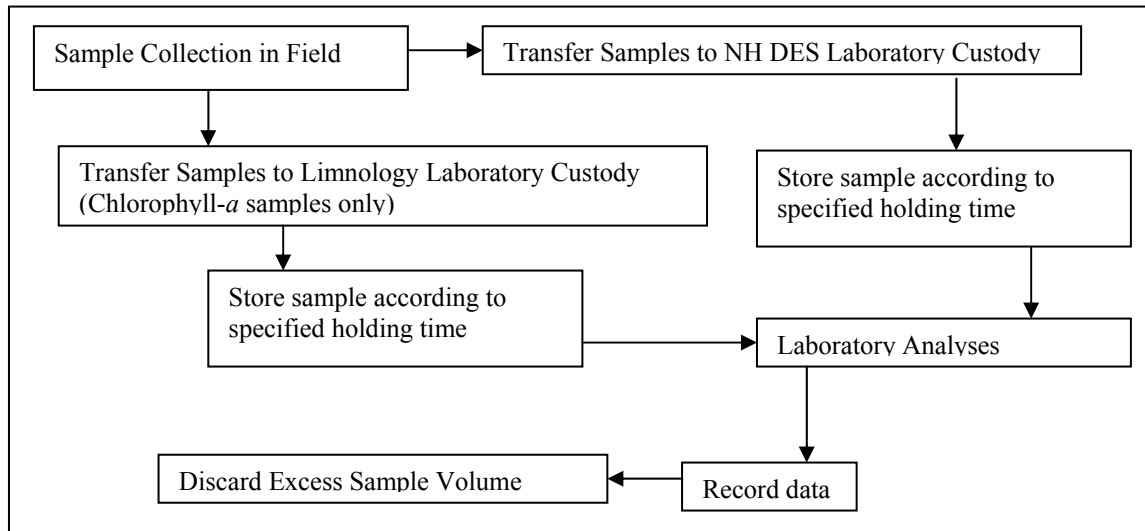 Sample Collection in Field
Transfer Samples to NH DES Laboratory Custody
Transfer Samples to Limnology Laboratory Custody
(Chlorophyll-a samples only)
Store sample according to
specified holding time
Store sample according to
specified holding time
Laboratory Analyses
Record data
Discard Excess Sample Volume